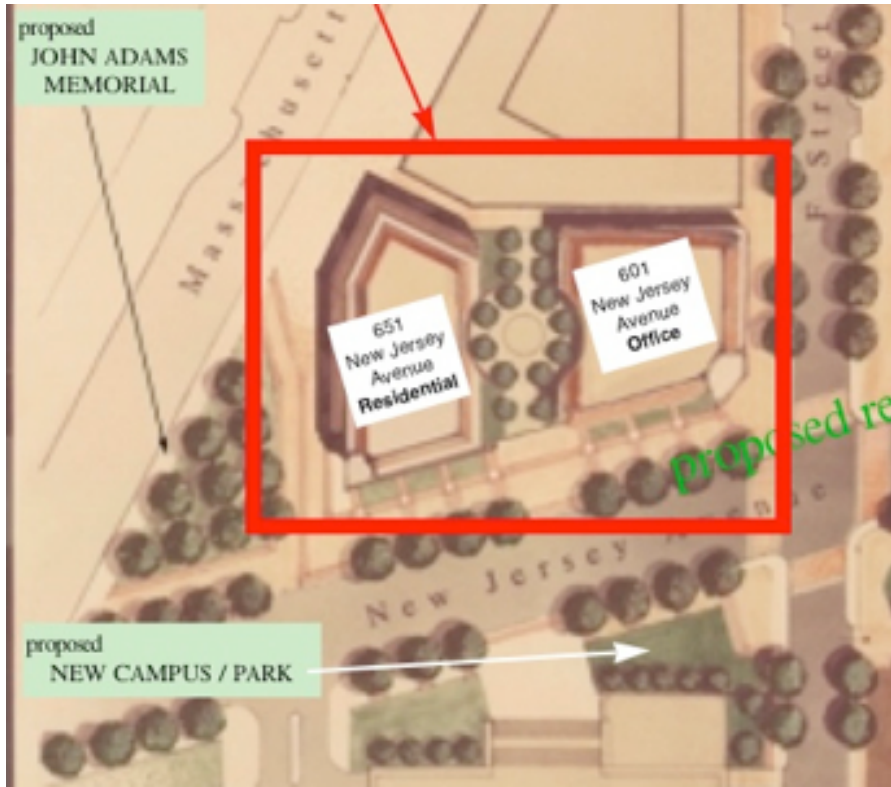 proposed
JOHN ADAMS
MEMORIAL
Massachusett
F Street
651
New Jersey
Avenue
Residential
601
New Jersey
Avenue
Office
proposed re
New Jersey Avenue
proposed
NEW CAMPUS / PARK